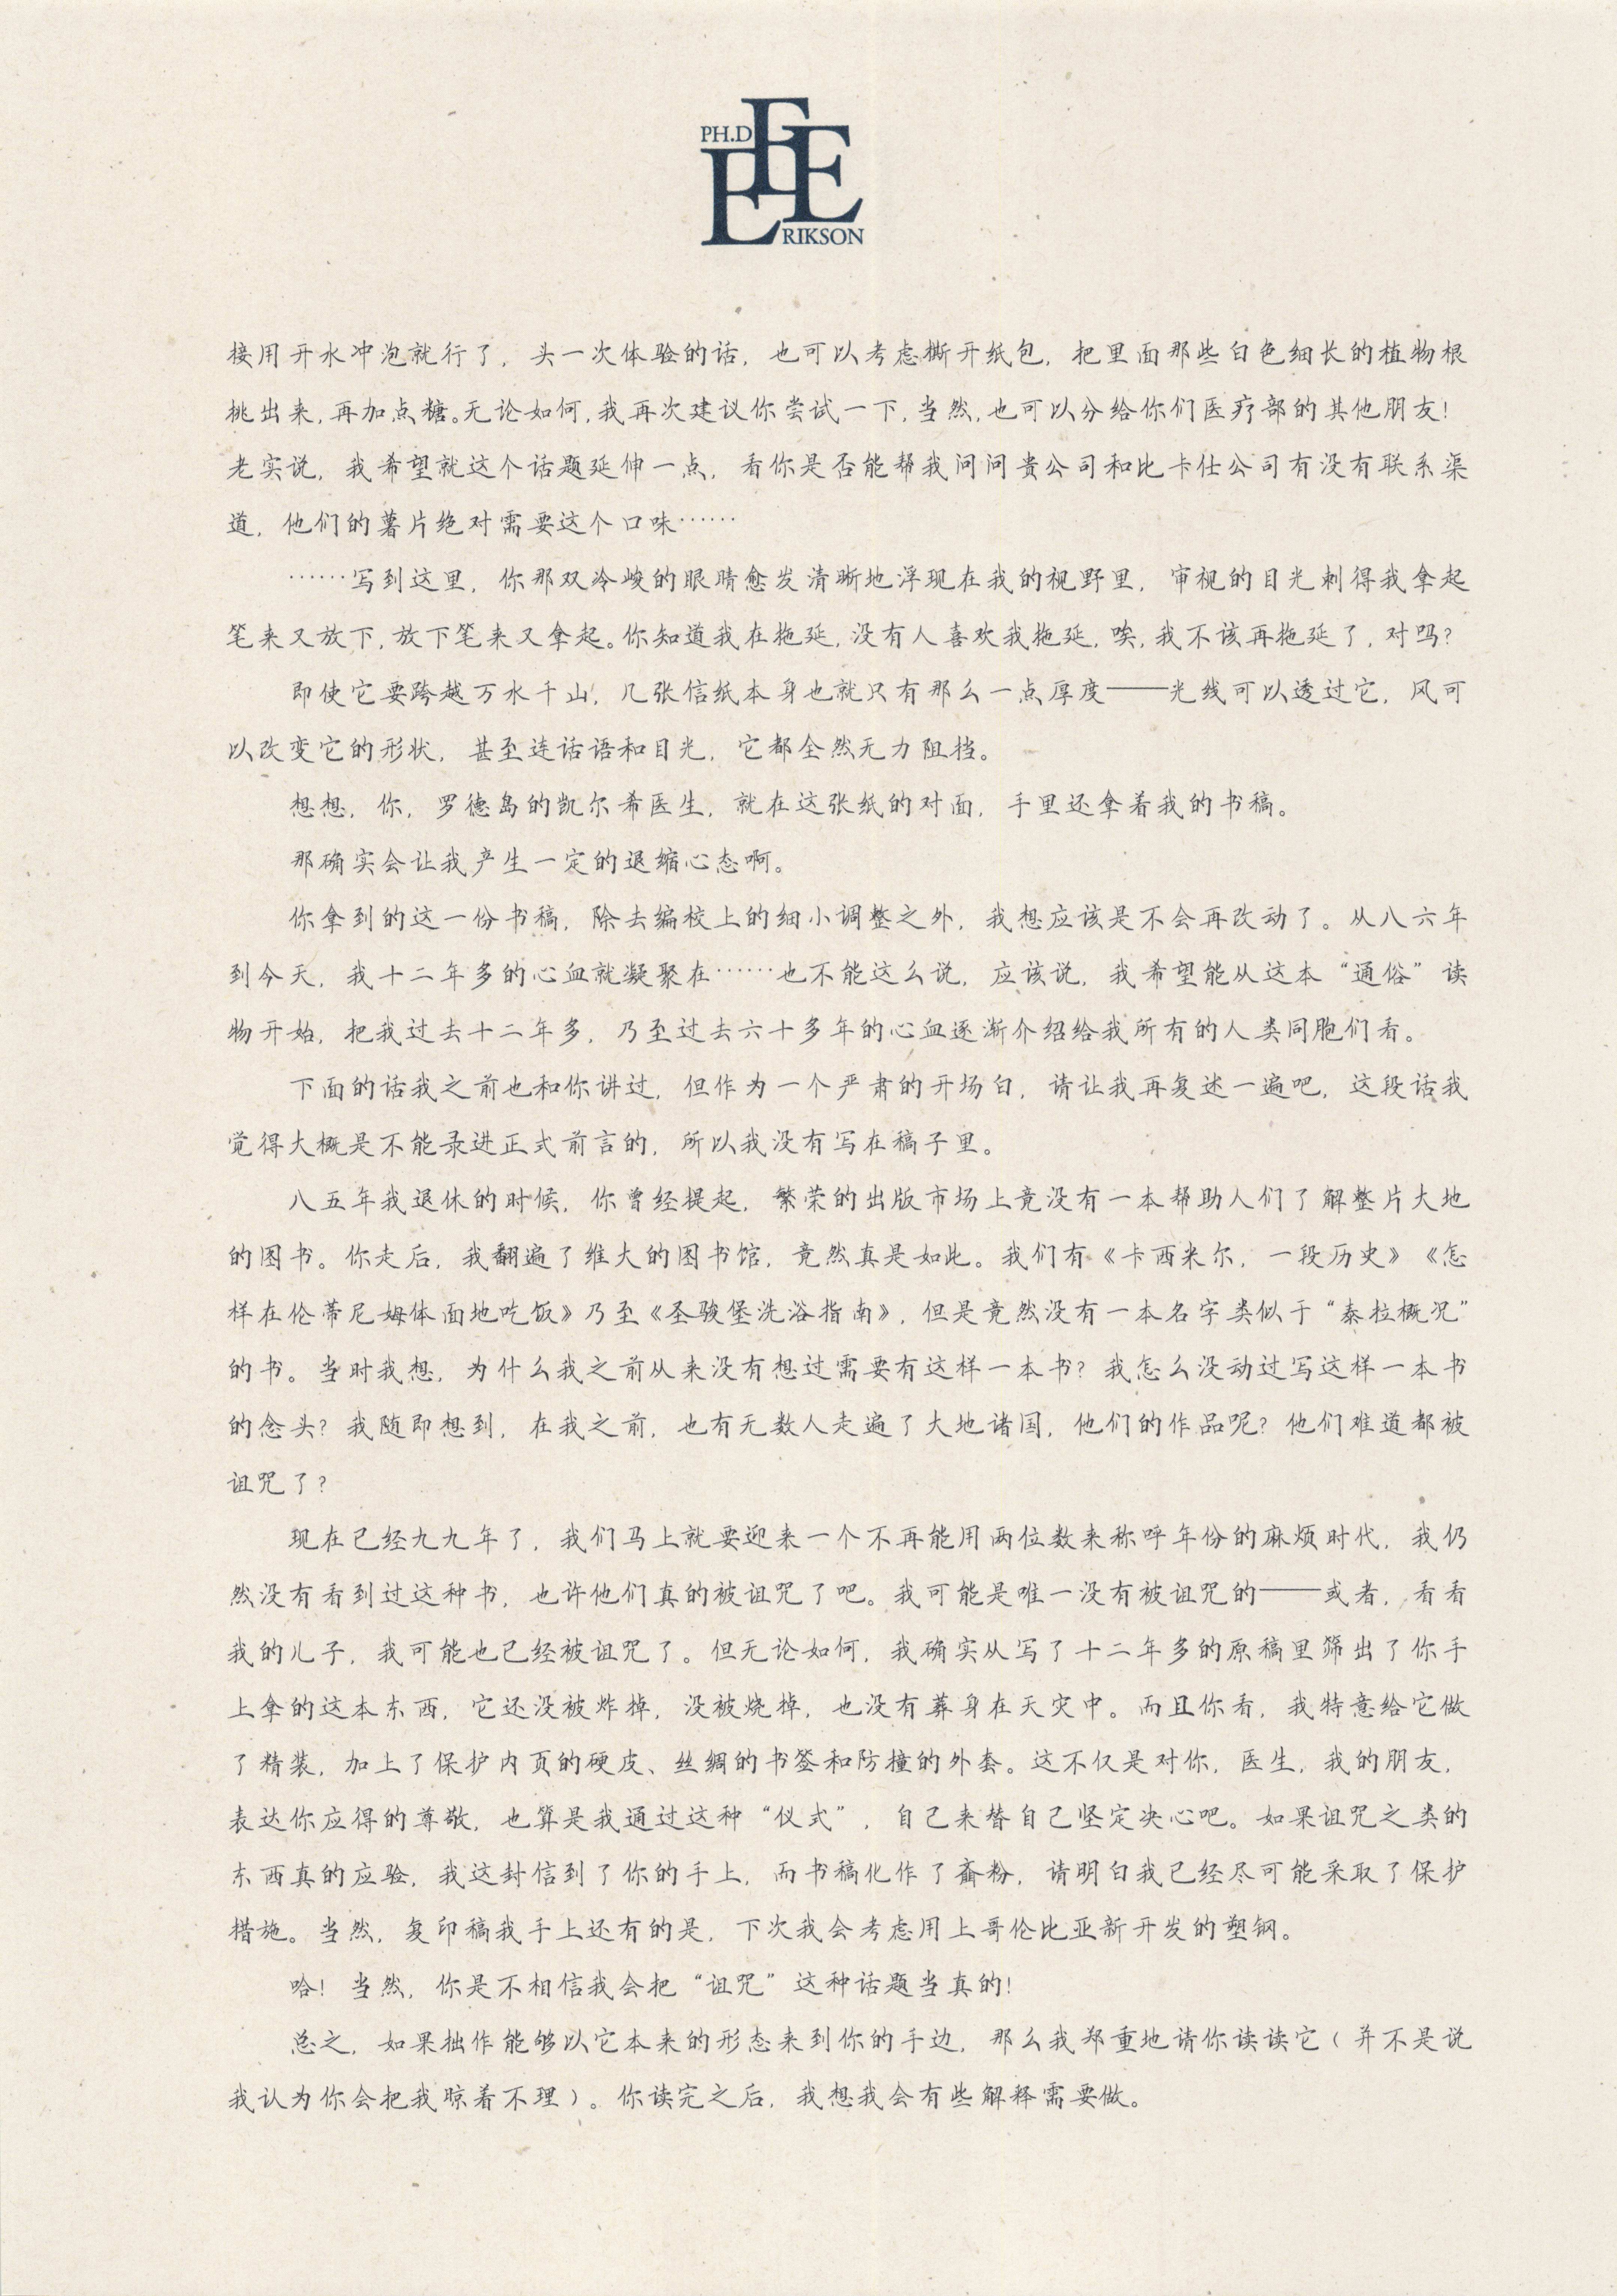 PH.D
EEE
RIKSON
接用开水冲泡就行了，头一次体验的话，也可以考虑撕开纸包，把里面那些白色细长的植物根
挑出来，再加点糖。无论如何，我再次建议你尝试一下，当然，也可以分给你们医疗部的其他朋友！
老实说，我希望就这个话题延伸一点，看你是否能帮我问问贵公司和比卡仕公司有没有联系渠
道，他们的薯片绝对需要这个口味……
……写到这里，你那双冷峻的眼睛愈发清晰地浮现在我的视野里，审视的目光刺得我拿起
笔来又放下，放下笔来又拿起。你知道我在拖延，没有人喜欢我拖延，唉，我不该再拖延了，对吗？
即使它要跨越万水千山，几张信纸本身也就只有那么一点厚度——光线可以透过它，风可
以改变它的形状，甚至连话语和目光，它都全然无力阻挡。
想想，你，罗德岛的凯尔希医生，就在这张纸的对面，手里还拿着我的书稿。
那确实会让我产生一定的退缩心态啊。
你拿到的这一份书稿，除去编校上的细小调整之外，我想应该是不会再改动了。从八六年
到今天，我十二年多的心血就凝聚在……也不能这么说，应该说，我希望能从这本“通俗”读
物开始，把我过去十二年多，乃至过去六十多年的心血逐渐介绍给我所有的人类同胞们看。
下面的话我之前也和你讲过，但作为一个严肃的开场白，请让我再复述一遍吧，这段话我
觉得大概是不能录进正式前言的，所以我没有写在稿子里。
八五年我退休的时候，你曾经提起，繁荣的出版市场上竟没有一本帮助人们了解整片大地
的图书。你走后，我翻遍了维大的图书馆，竟然真是如此。我们有《卡西米尔，一段历史》《怎
样在伦蒂尼姆体面地吃饭》乃至《圣骏堡洗浴指南》，但是竟然没有一本名字类似于“泰拉概况”
的书。当时我想，为什么我之前从来没有想过需要有这样一本书？我怎么没动过写这样一本书
的念头？我随即想到，在我之前，也有无数人走遍了大地诸国，他们的作品呢？他们难道都被
诅咒了？
现在已经九九年了，我们马上就要迎来一个不再能用两位数来称呼年份的麻烦时代，我仍
然没有看到过这种书，也许他们真的被诅咒了吧。我可能是唯一没有被诅咒的——或者，看看
我的儿子，我可能也已经被诅咒了。但无论如何，我确实从写了十二年多的原稿里筛出了你手
上拿的这本东西，它还没被炸掉，没被烧掉，也没有葬身在天灾中。而且你看，我特意给它做
了精装，加上了保护内页的硬皮、丝绸的书签和防撞的外套。这不仅是对你，医生，我的朋友，
表达你应得的尊敬，也算是我通过这种“仪式”，自己来替自己坚定决心吧。如果诅咒之类的
东西真的应验，我这封信到了你的手上，而书稿化作了齑粉，请明白我已经尽可能采取了保护
措施。当然，复印稿我手上还有的是，下次我会考虑用上哥伦比亚新开发的塑钢。
哈！当然，你是不相信我会把“诅咒”这种话题当真的！
总之，如果拙作能够以它本来的形态来到你的手边，那么我郑重地请你读读它（并不是说
我认为你会把我晾着不理）。你读完之后，我想我会有些解释需要做。